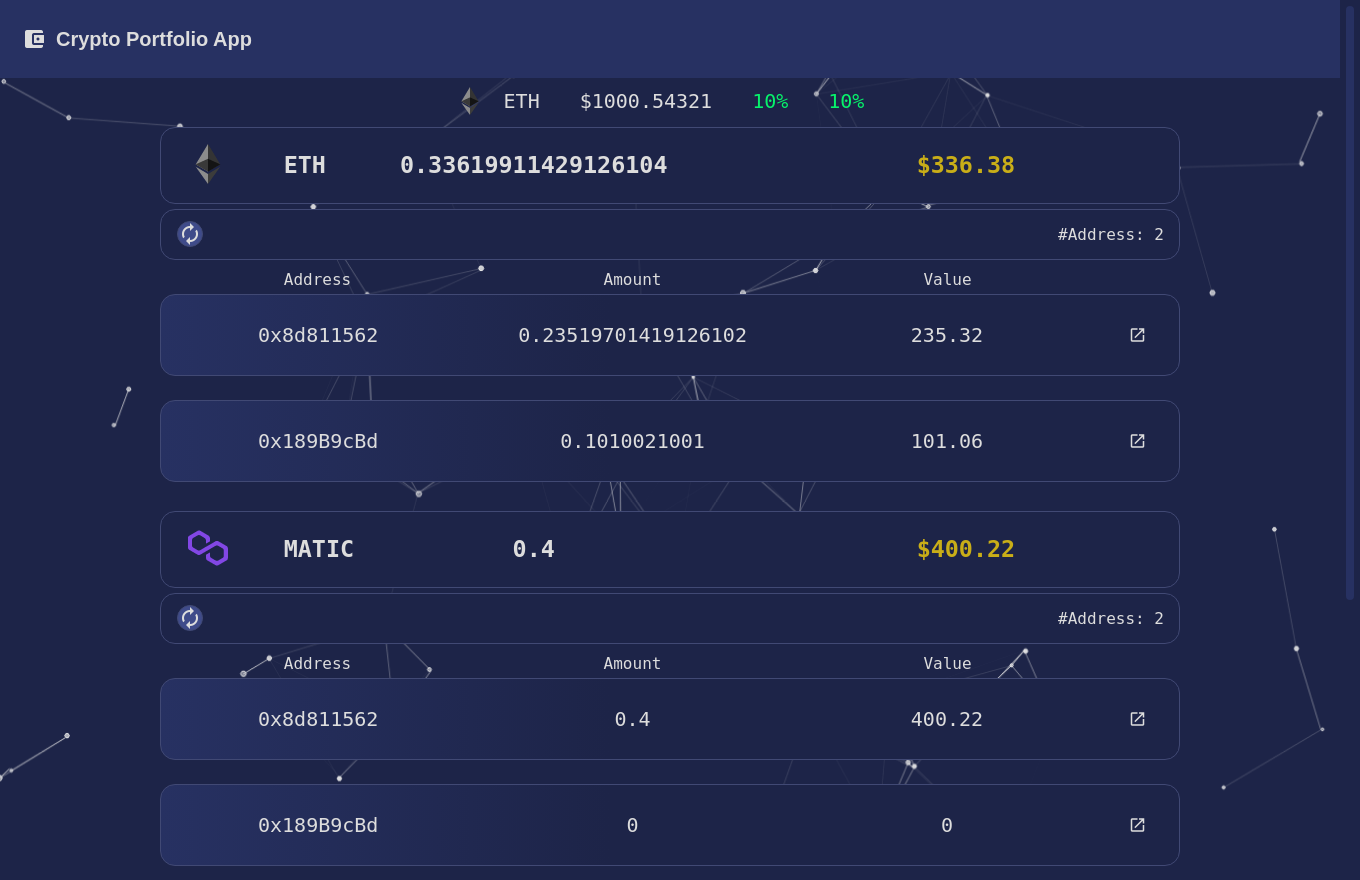 Crypto Portfolio App
ETH $1000.54321 10% 10%
ETH 0.33619911429126104 $336.38
#Address: 2
Address Amount Value
0x8d811562 0.23519701419126102 235.32
0x189B9cBd 0.1010021001 101.06
MATIC 0.4 $400.22
#Address: 2
Address Amount Value
0x8d811562 0.4 400.22
0x189B9cBd 0 0